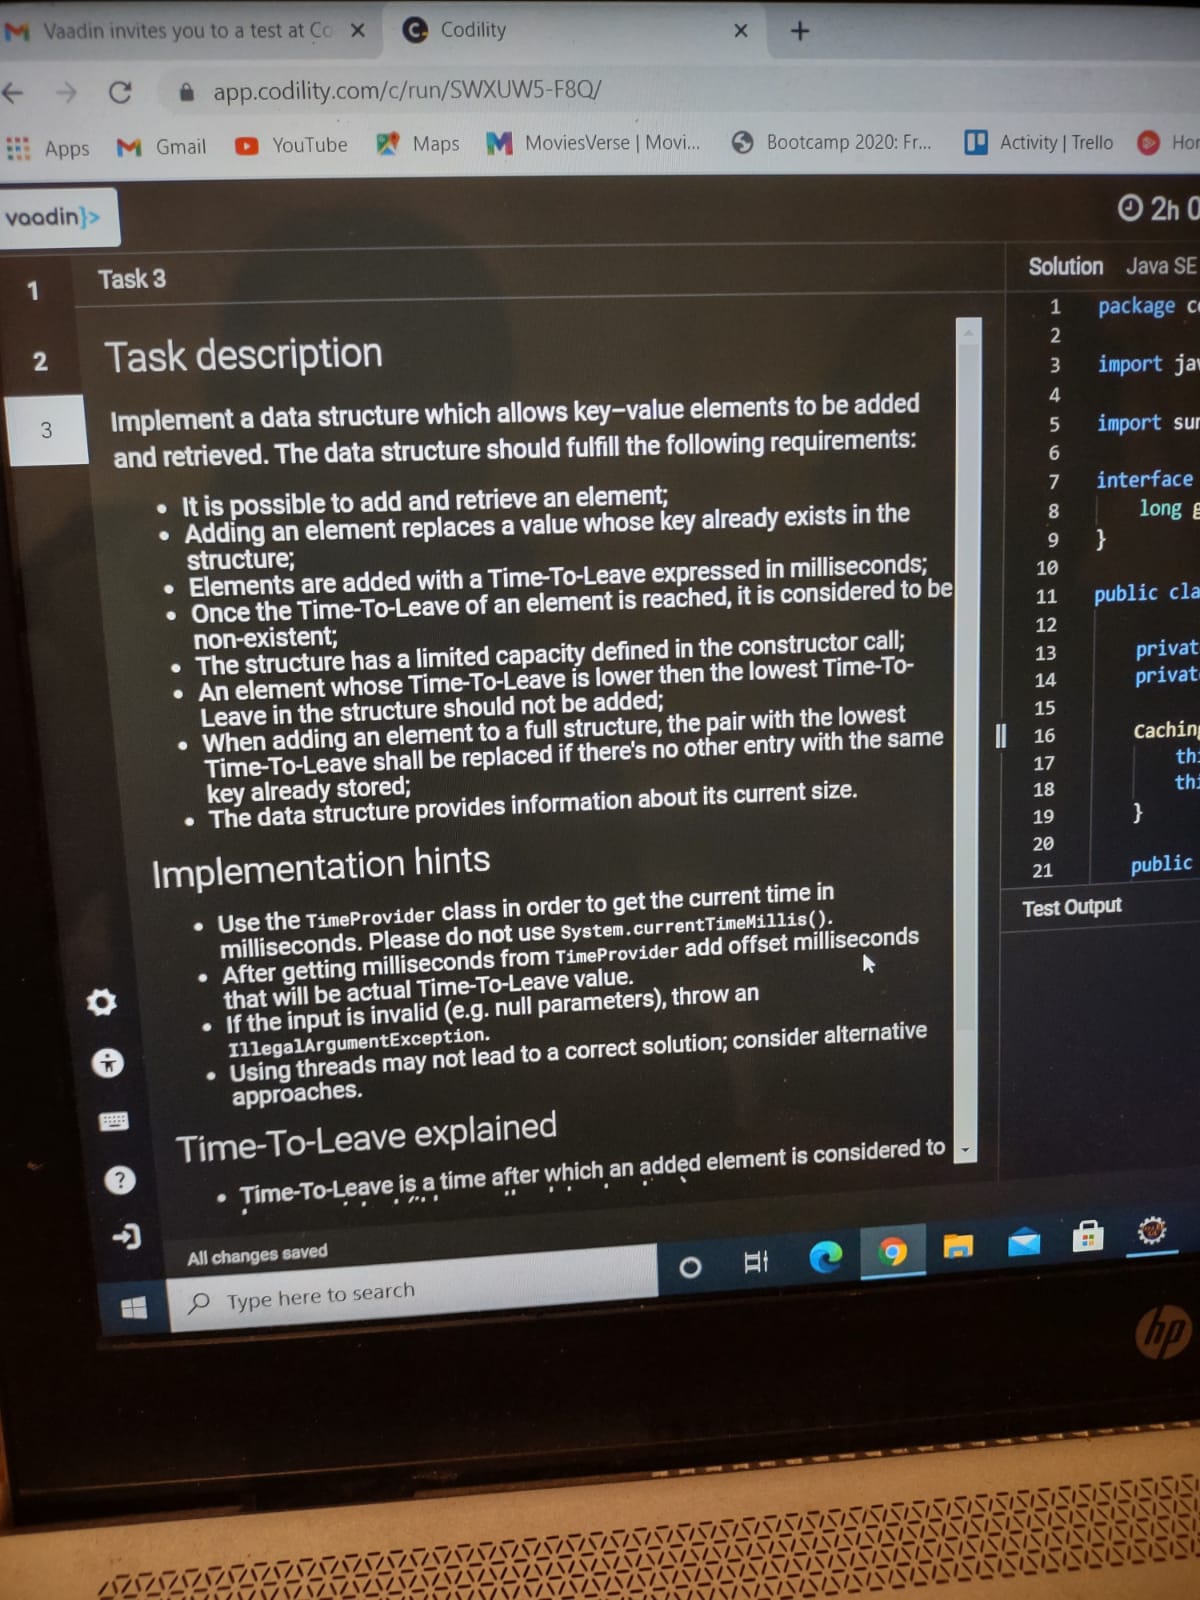 Vaadin invites you to a test at Co
Codility
app.codility.com/c/run/SWXUW5-F8Q/
Apps
Gmail
YouTube
Maps
MoviesVerse | Movi...
Bootcamp 2020: Fr...
Activity | Trello
Hor
vaadin}>
2h 0
1
2
3
Task 3
Task description
Implement a data structure which allows key-value elements to be added
and retrieved. The data structure should fulfill the following requirements:
• It is possible to add and retrieve an element;
• Adding an element replaces a value whose key already exists in the
structure;
• Elements are added with a Time-To-Leave expressed in milliseconds;
• Once the Time-To-Leave of an element is reached, it is considered to be
non-existent;
• The structure has a limited capacity defined in the constructor call;
• An element whose Time-To-Leave is lower then the lowest Time-To-
Leave in the structure should not be added;
• When adding an element to a full structure, the pair with the lowest
Time-To-Leave shall be replaced if there's no other entry with the same
key already stored;
• The data structure provides information about its current size.
Implementation hints
• Use the TimeProvider class in order to get the current time in
milliseconds. Please do not use System.currentTimeMillis().
• After getting milliseconds from TimeProvider add offset milliseconds
that will be actual Time-To-Leave value.
• If the input is invalid (e.g. null parameters), throw an
IllegalArgumentException.
• Using threads may not lead to a correct solution; consider alternative
approaches.
Time-To-Leave explained
• Time-To-Leave is a time after which an added element is considered to
All changes saved
Solution Java SE
1 package co
2
3 import jav
4
5 import sun
6
7 interface
8 long g
9 }
10
11 public cla
12
13 privat
14 privat
15
16 Caching
17 thi
18 thi
19 }
20
21 public
Test Output
Type here to search
hp